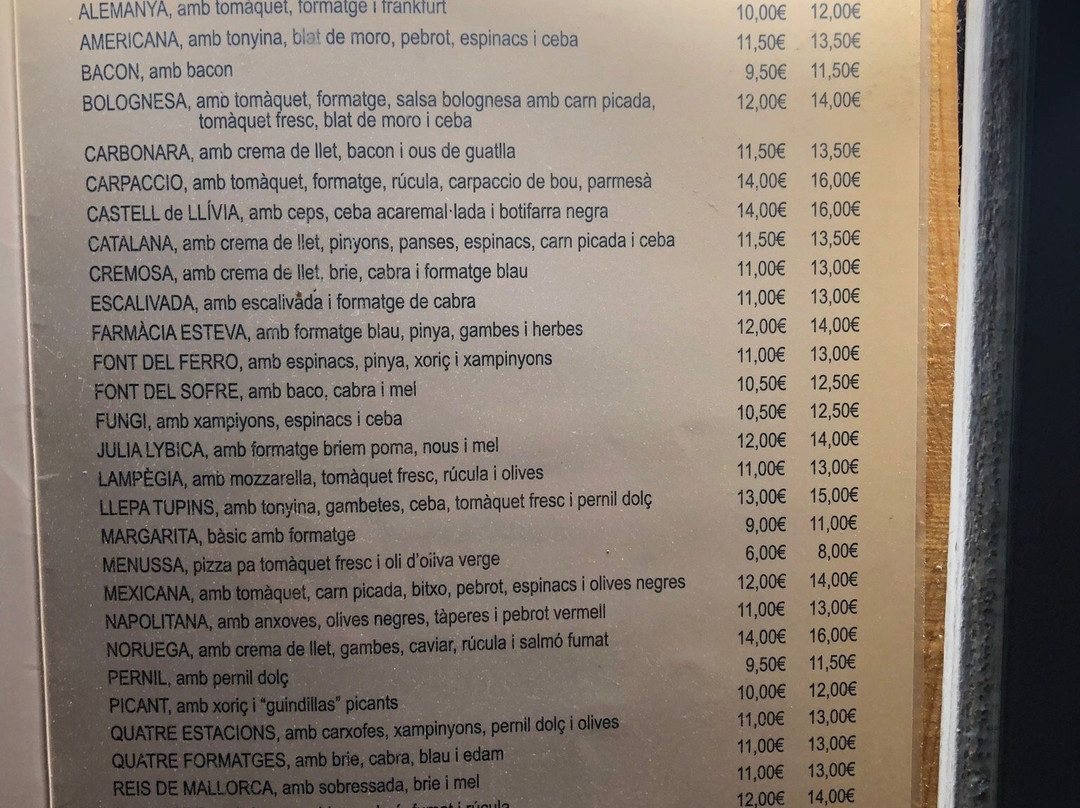 ALEMANYA, amb tomàquet, formatge i frankfurt 10,00€ 12,00€
AMERICANA, amb tonyina, blat de moro, pebrot, espinacs i ceba 11,50€ 13,50€
BACON, amb bacon 9,50€ 11,50€
BOLOGNESA, amb tomàquet, formatge, salsa bolognesa amb carn picada, 12,00€ 14,00€
tomàquet fresc, blat de moro i ceba
CARBONARA, amb crema de llet, bacon i ous de guatlla 11,50€ 13,50€
CARPACCIO, amb tomàquet, formatge, rúcula, carpaccio de bou, parmesà 14,00€ 16,00€
CASTELL de LLÍVIA, amb ceps, ceba acaremal·lada i botifarra negra 14,00€ 16,00€
CATALANA, amb crema de llet, pinyons, panses, espinacs, carn picada i ceba 11,50€ 13,50€
CREMOSA, amb crema de llet, brie, cabra i formatge blau 11,00€ 13,00€
ESCALIVADA, amb escalivada i formatge de cabra 11,00€ 13,00€
FARMÀCIA ESTEVA, amb formatge blau, pinya, gambes i herbes 12,00€ 14,00€
FONT DEL FERRO, amb espinacs, pinya, xoriç i xampinyons 11,00€ 13,00€
FONT DEL SOFRE, amb baco, cabra i mel 10,50€ 12,50€
FUNGI, amb xampiyons, espinacs i ceba 10,50€ 12,50€
JULIA LYBICA, amb formatge briem poma, nous i mel 12,00€ 14,00€
LAMPÈGIA, amb mozzarella, tomàquet fresc, rúcula i olives 11,00€ 13,00€
LLEPA TUPINS, amb tonyina, gambetes, ceba, tomàquet fresc i pernil dolç 13,00€ 15,00€
MARGARITA, bàsic amb formatge 9,00€ 11,00€
MENUSSA, pizza pa tomàquet fresc i oli d'oliva verge 6,00€ 8,00€
MEXICANA, amb tomàquet, carn picada, bitxo, pebrot, espinacs i olives negres 12,00€ 14,00€
NAPOLITANA, amb anxoves, olives negres, tàperes i pebrot vermell 11,00€ 13,00€
NORUEGA, amb crema de llet, gambes, caviar, rúcula i salmó fumat 14,00€ 16,00€
PERNIL, amb pernil dolç 9,50€ 11,50€
PICANT, amb xoriç i "guindillas" picants 10,00€ 12,00€
QUATRE ESTACIONS, amb carxofes, xampinyons, pernil dolç i olives 11,00€ 13,00€
QUATRE FORMATGES, amb brie, cabra, blau i edam 11,00€ 13,00€
REIS DE MALLORCA, amb sobressada, brie i mel 11,00€ 13,00€
fumat i rúcula 12,00€ 14,00€